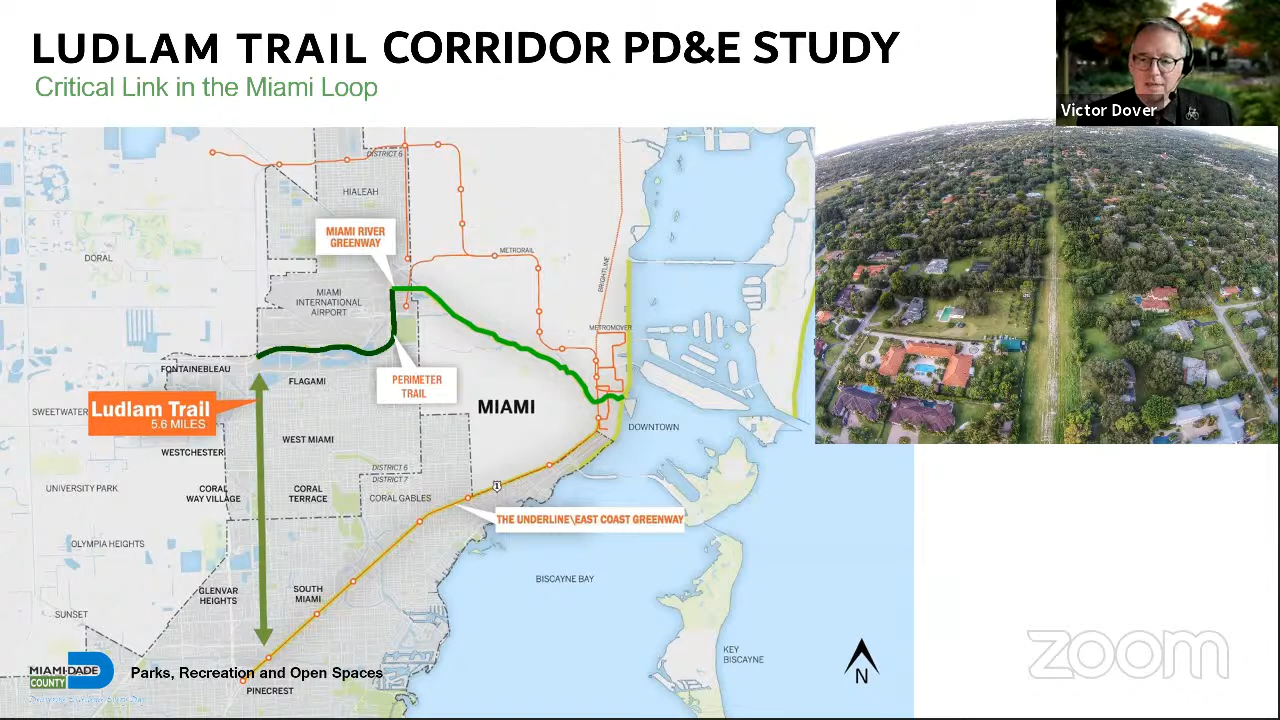 LUDLAM TRAIL CORRIDOR PD&E STUDY
Critical Link in the Miami Loop
Victor Dover
DISTRICT 6
HIALEAH
MIAMI RIVER
GREENWAY
METRORAIL
DORAL
BRIGHTLINE
MIAMI
INTERNATIONAL
AIRPORT
METROMOVER
FONTAINEBLEAU
FLAGAMI
PERIMETER
TRAIL
Ludlam Trail
5.6 MILES
SWEETWATER
MIAMI
DOWNTOWN
WEST MIAMI
WESTCHESTER
DISTRICT 6
DISTRICT 7
UNIVERSITY PARK
CORAL
WAY VILLAGE
CORAL
TERRACE
CORAL GABLES
1
THE UNDERLINE\EAST COAST GREENWAY
OLYMPIA HEIGHTS
BISCAYNE BAY
GLENVAR
HEIGHTS
SOUTH
MIAMI
SUNSET
KEY
BISCAYNE
N
zoom
MIAMI-DADE
COUNTY
Parks, Recreation and Open Spaces
PINECREST